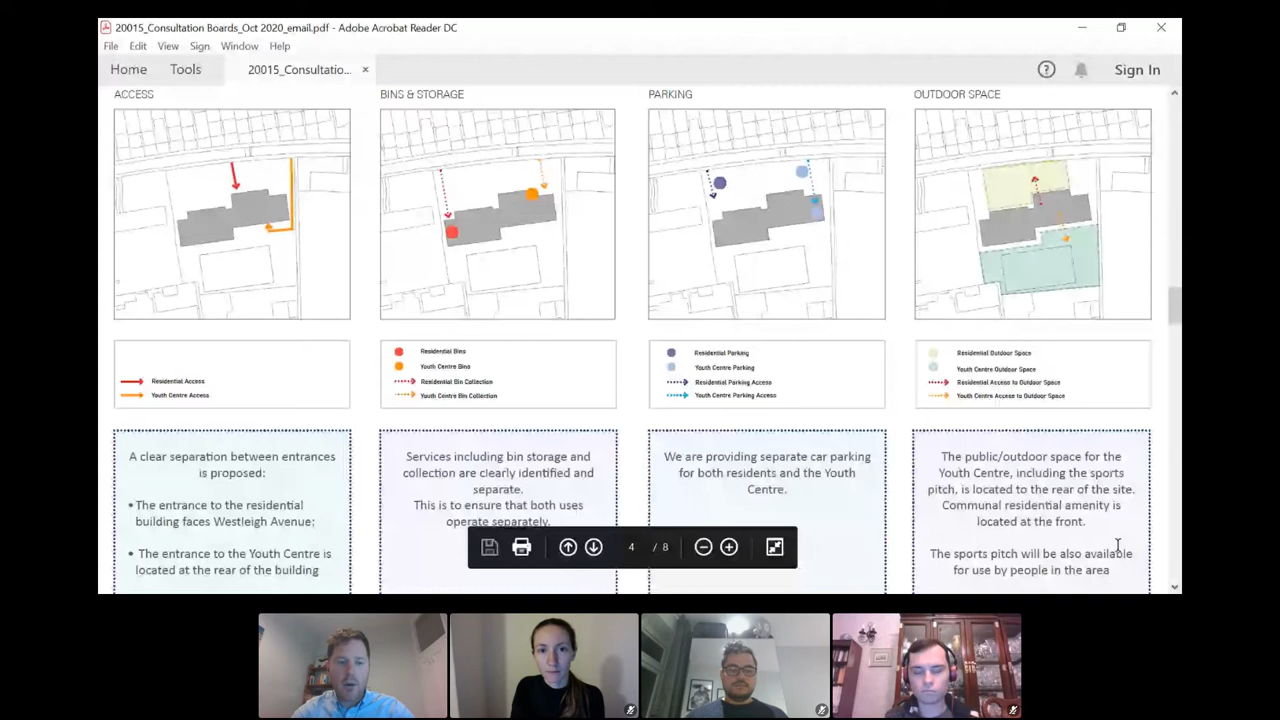 20015_Consultation Boards_Oct 2020_email.pdf - Adobe Acrobat Reader DC
File Edit View Sign Window Help
Home Tools 20015_Consultatio... × Sign In
ACCESS
Residential Access
Youth Centre Access
A clear separation between entrances
is proposed:
•The entrance to the residential
building faces Westleigh Avenue;
• The entrance to the Youth Centre is
located at the rear of the building
BINS & STORAGE
Residential Bins
Youth Centre Bins
Residential Bin Collection
Youth Centre Bin Collection
Services including bin storage and
collection are clearly identified and
separate.
This is to ensure that both uses
operate separately.
PARKING
Residential Parking
Youth Centre Parking
Residential Parking Access
Youth Centre Parking Access
We are providing separate car parking
for both residents and the Youth
Centre.
OUTDOOR SPACE
Residential Outdoor Space
Youth Centre Outdoor Space
Residential Access to Outdoor Space
Youth Centre Access to Outdoor Space
The public/outdoor space for the
Youth Centre, including the sports
pitch, is located to the rear of the site.
Communal residential amenity is
located at the front.
The sports pitch will be also available
for use by people in the area
4 / 8